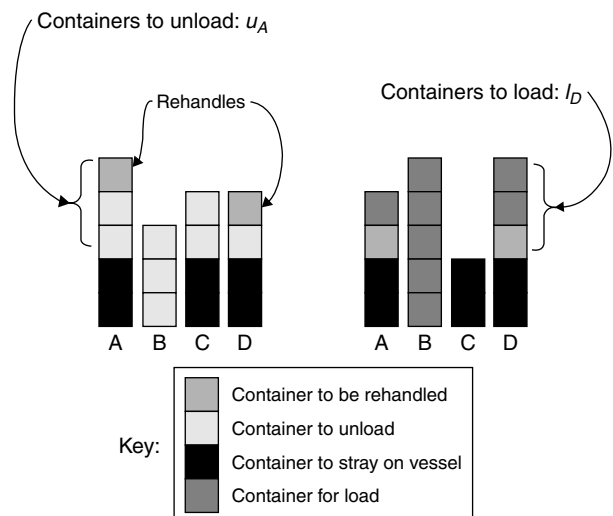 Containers to unload: u_A
Rehandles
Containers to load: l_D
A B C D
A B C D
Key:
Container to be rehandled
Container to unload
Container to stray on vessel
Container for load